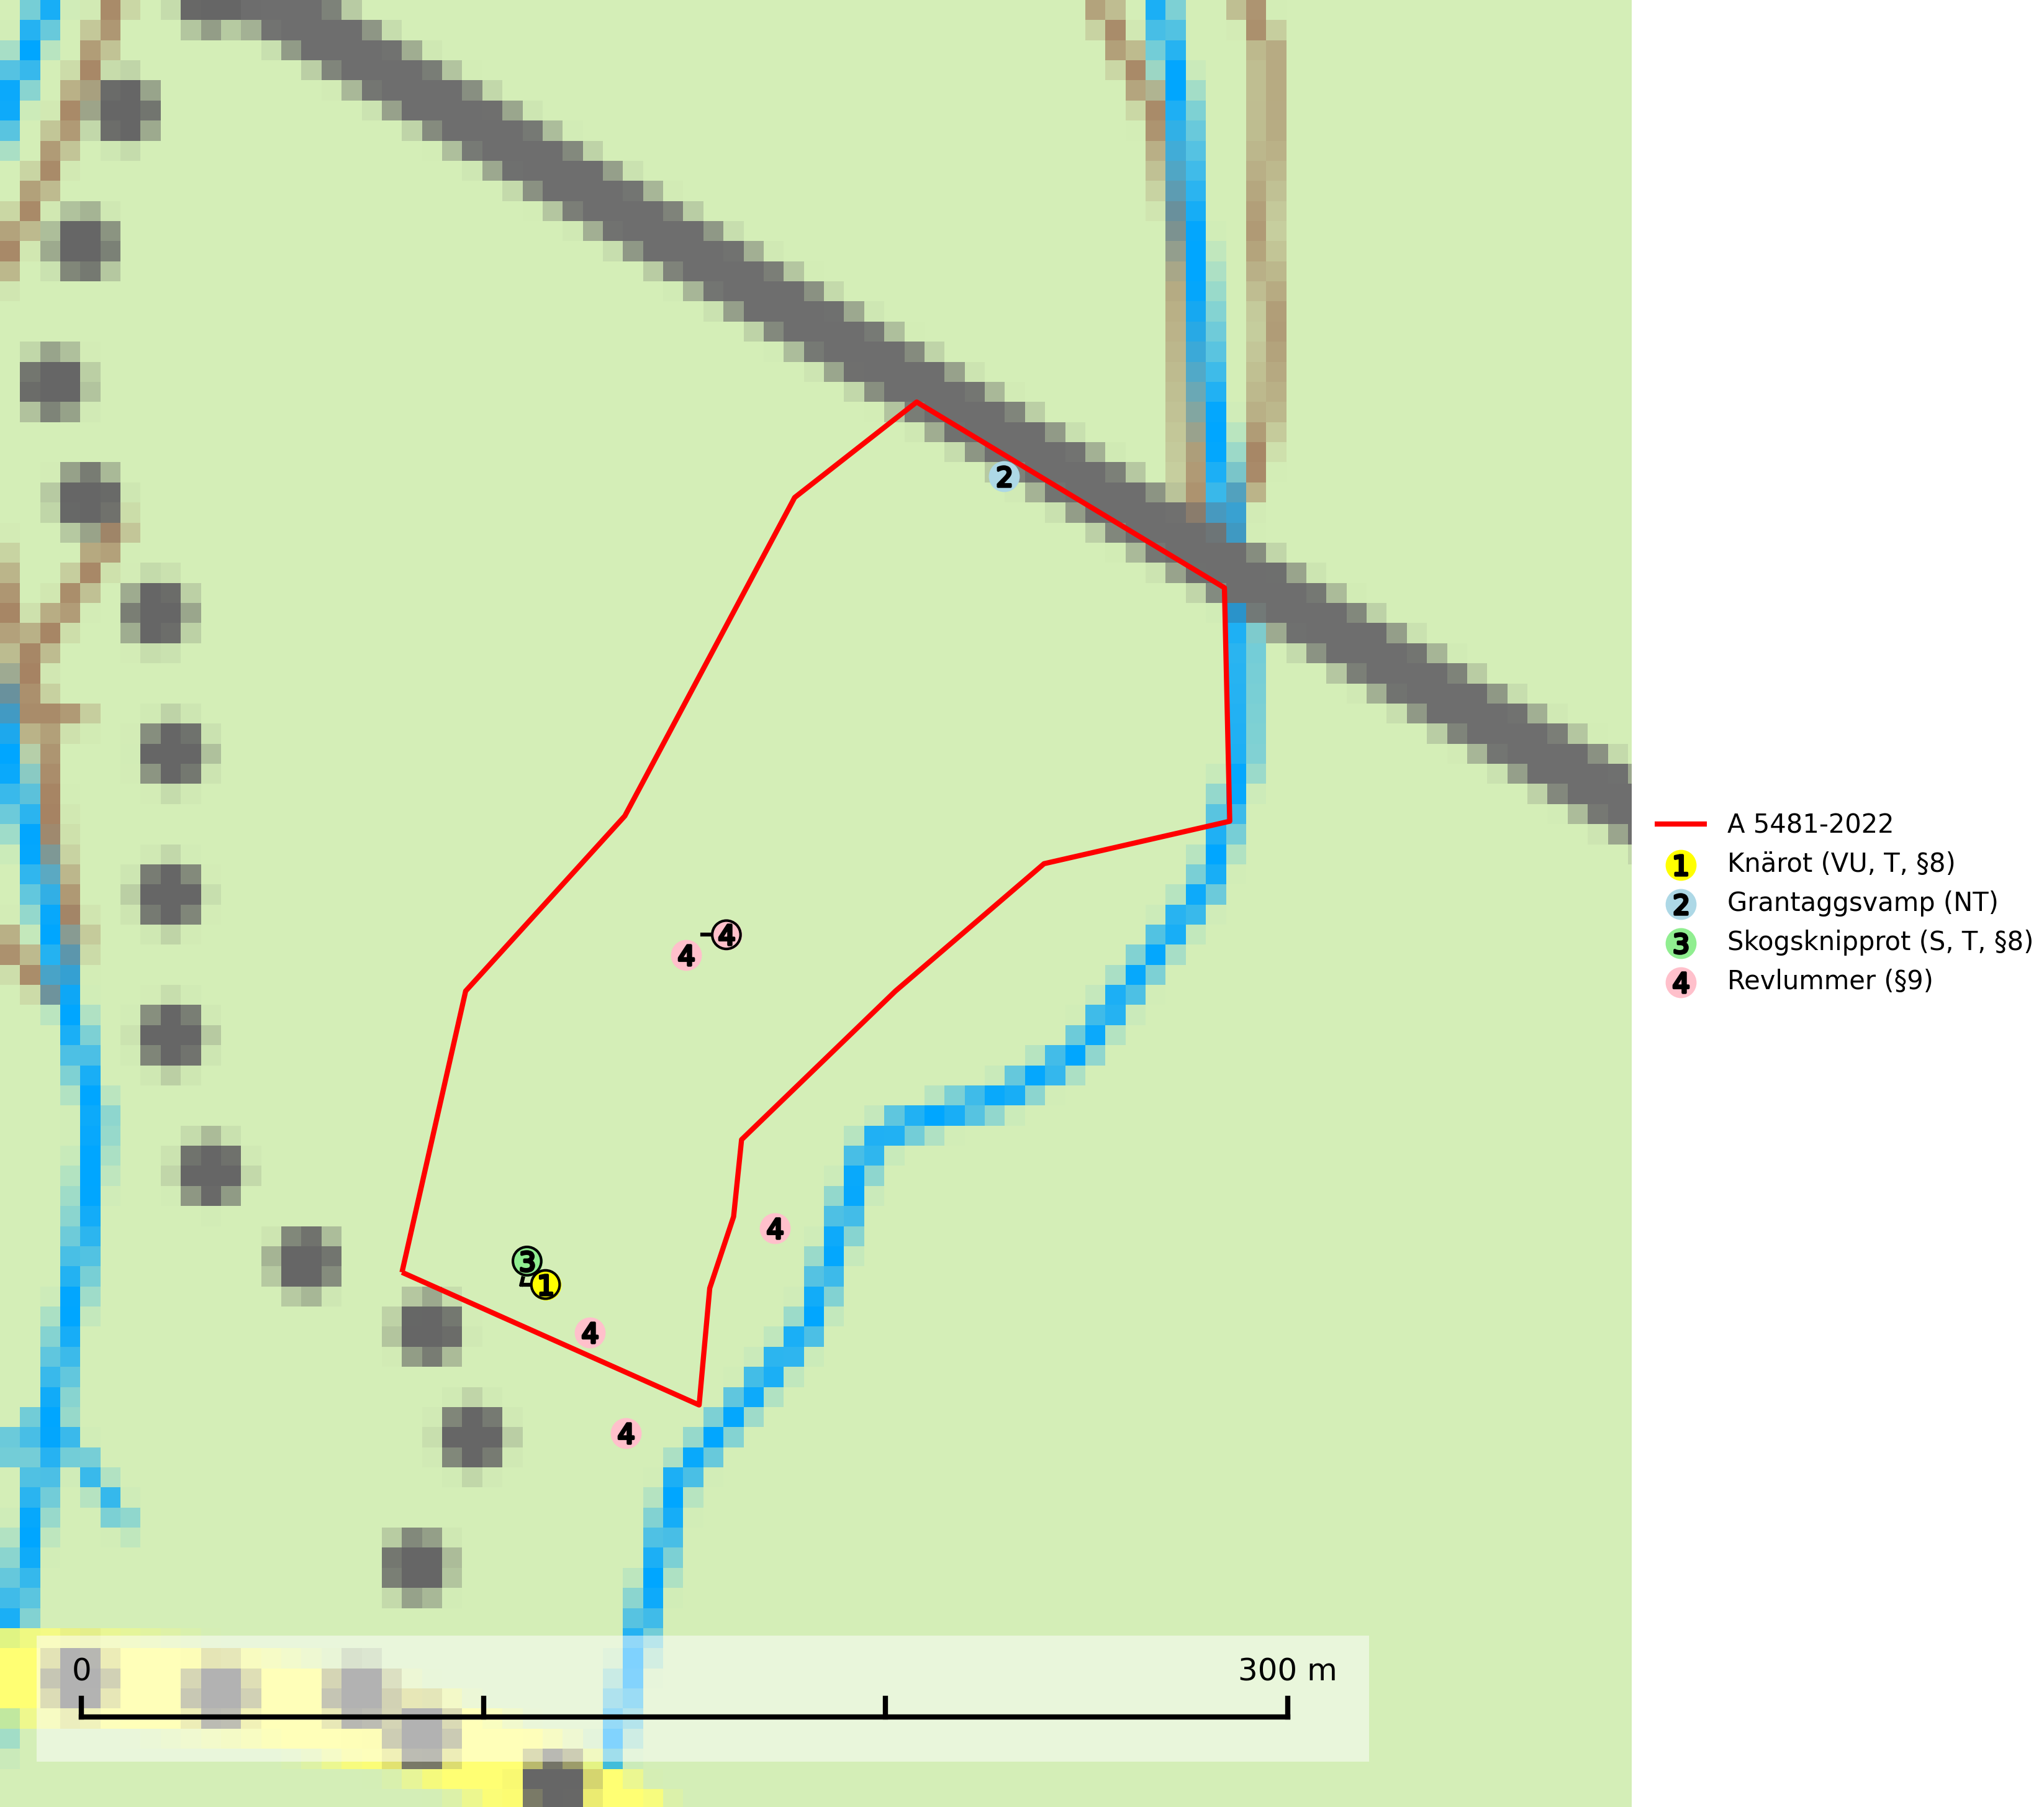 2
4
4
4
3
1
4
4
A 5481-2022
1 Knärot (VU, T, §8)
2 Grantaggsvamp (NT)
3 Skogsknipprot (S, T, §8)
4 Revlummer (§9)
0 300 m